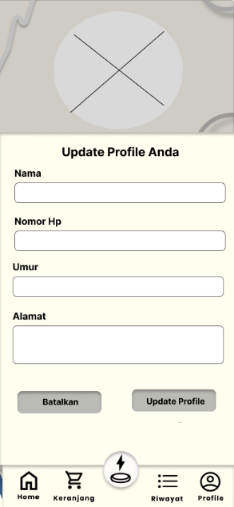 Update Profile Anda
Nama
Nomor Hp
Umur
Alamat
Batalkan
Update Profile
Home
Keranjang
Riwayat
Profile